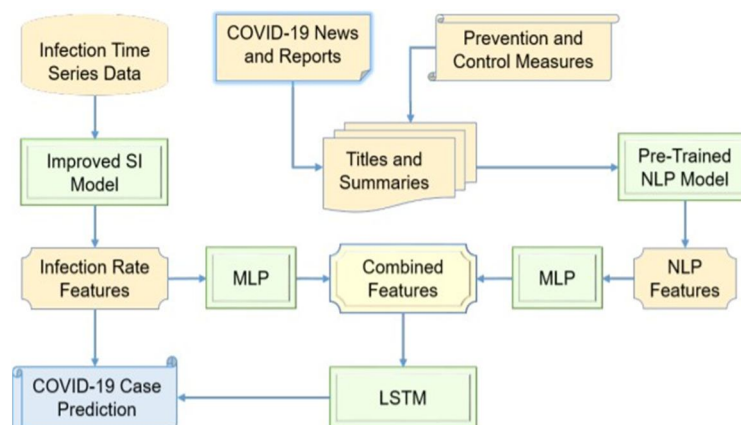 Infection Time
Series Data
COVID-19 News
and Reports
Prevention and
Control Measures
Improved SI
Model
Titles and
Summaries
Pre-Trained
NLP Model
Infection Rate
Features
MLP
Combined
Features
MLP
NLP
Features
COVID-19 Case
Prediction
LSTM